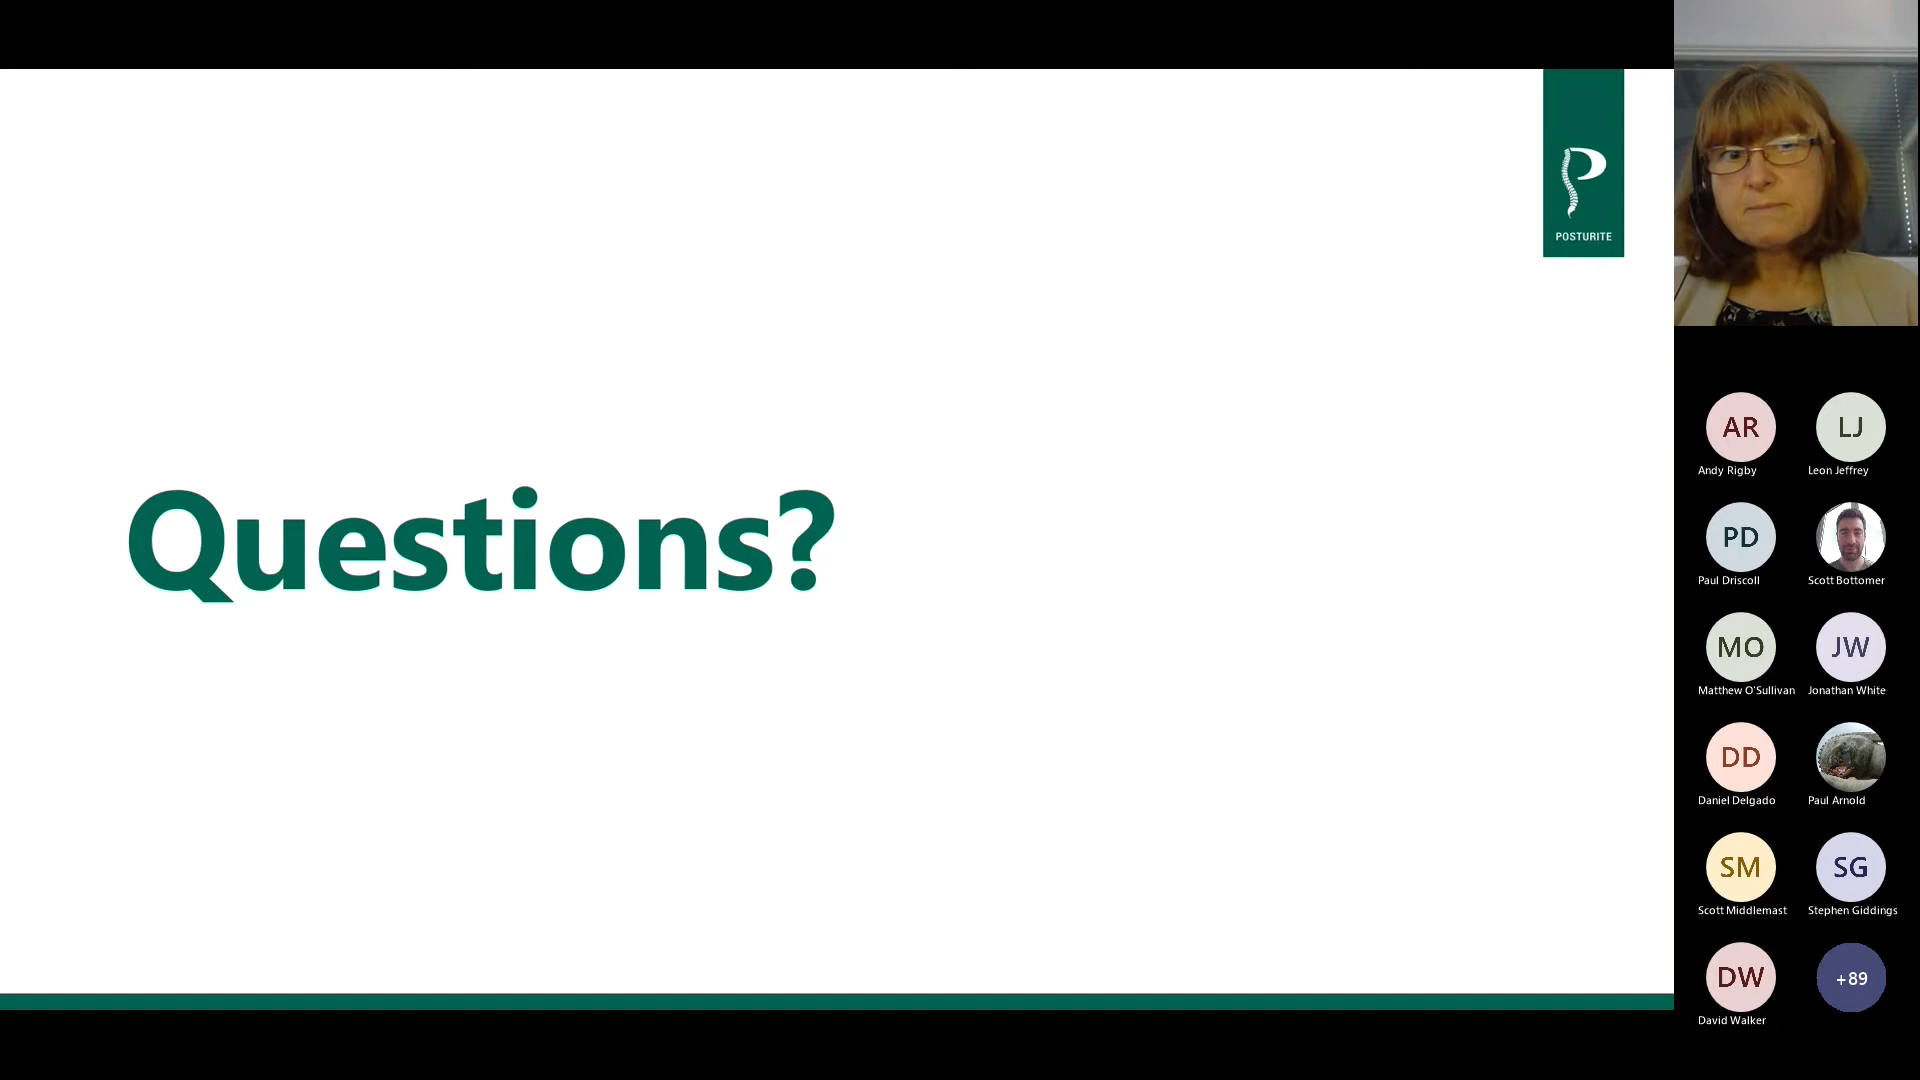 POSTURITE
Questions?
AR
LJ
Andy Rigby
Leon Jeffrey
PD
Paul Driscoll
Scott Bottomer
MO
JW
Matthew O'Sullivan
Jonathan White
DD
Daniel Delgado
Paul Arnold
SM
SG
Scott Middlemast
Stephen Giddings
DW
+89
David Walker